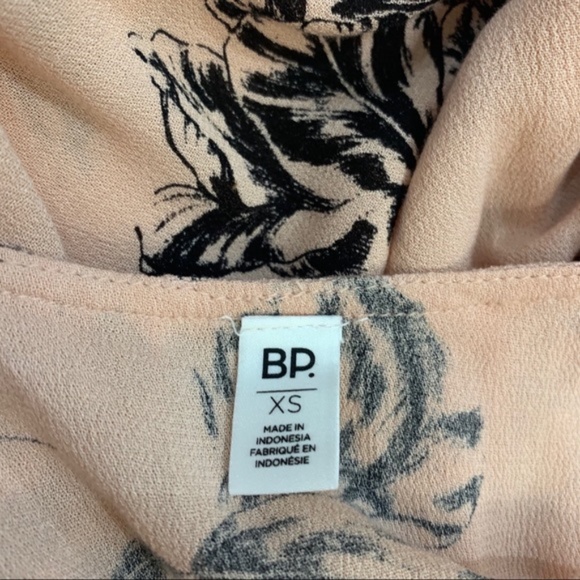 BP.
XS
MADE IN
INDONESIA
FABRIQUÉ EN
INDONÉSIE